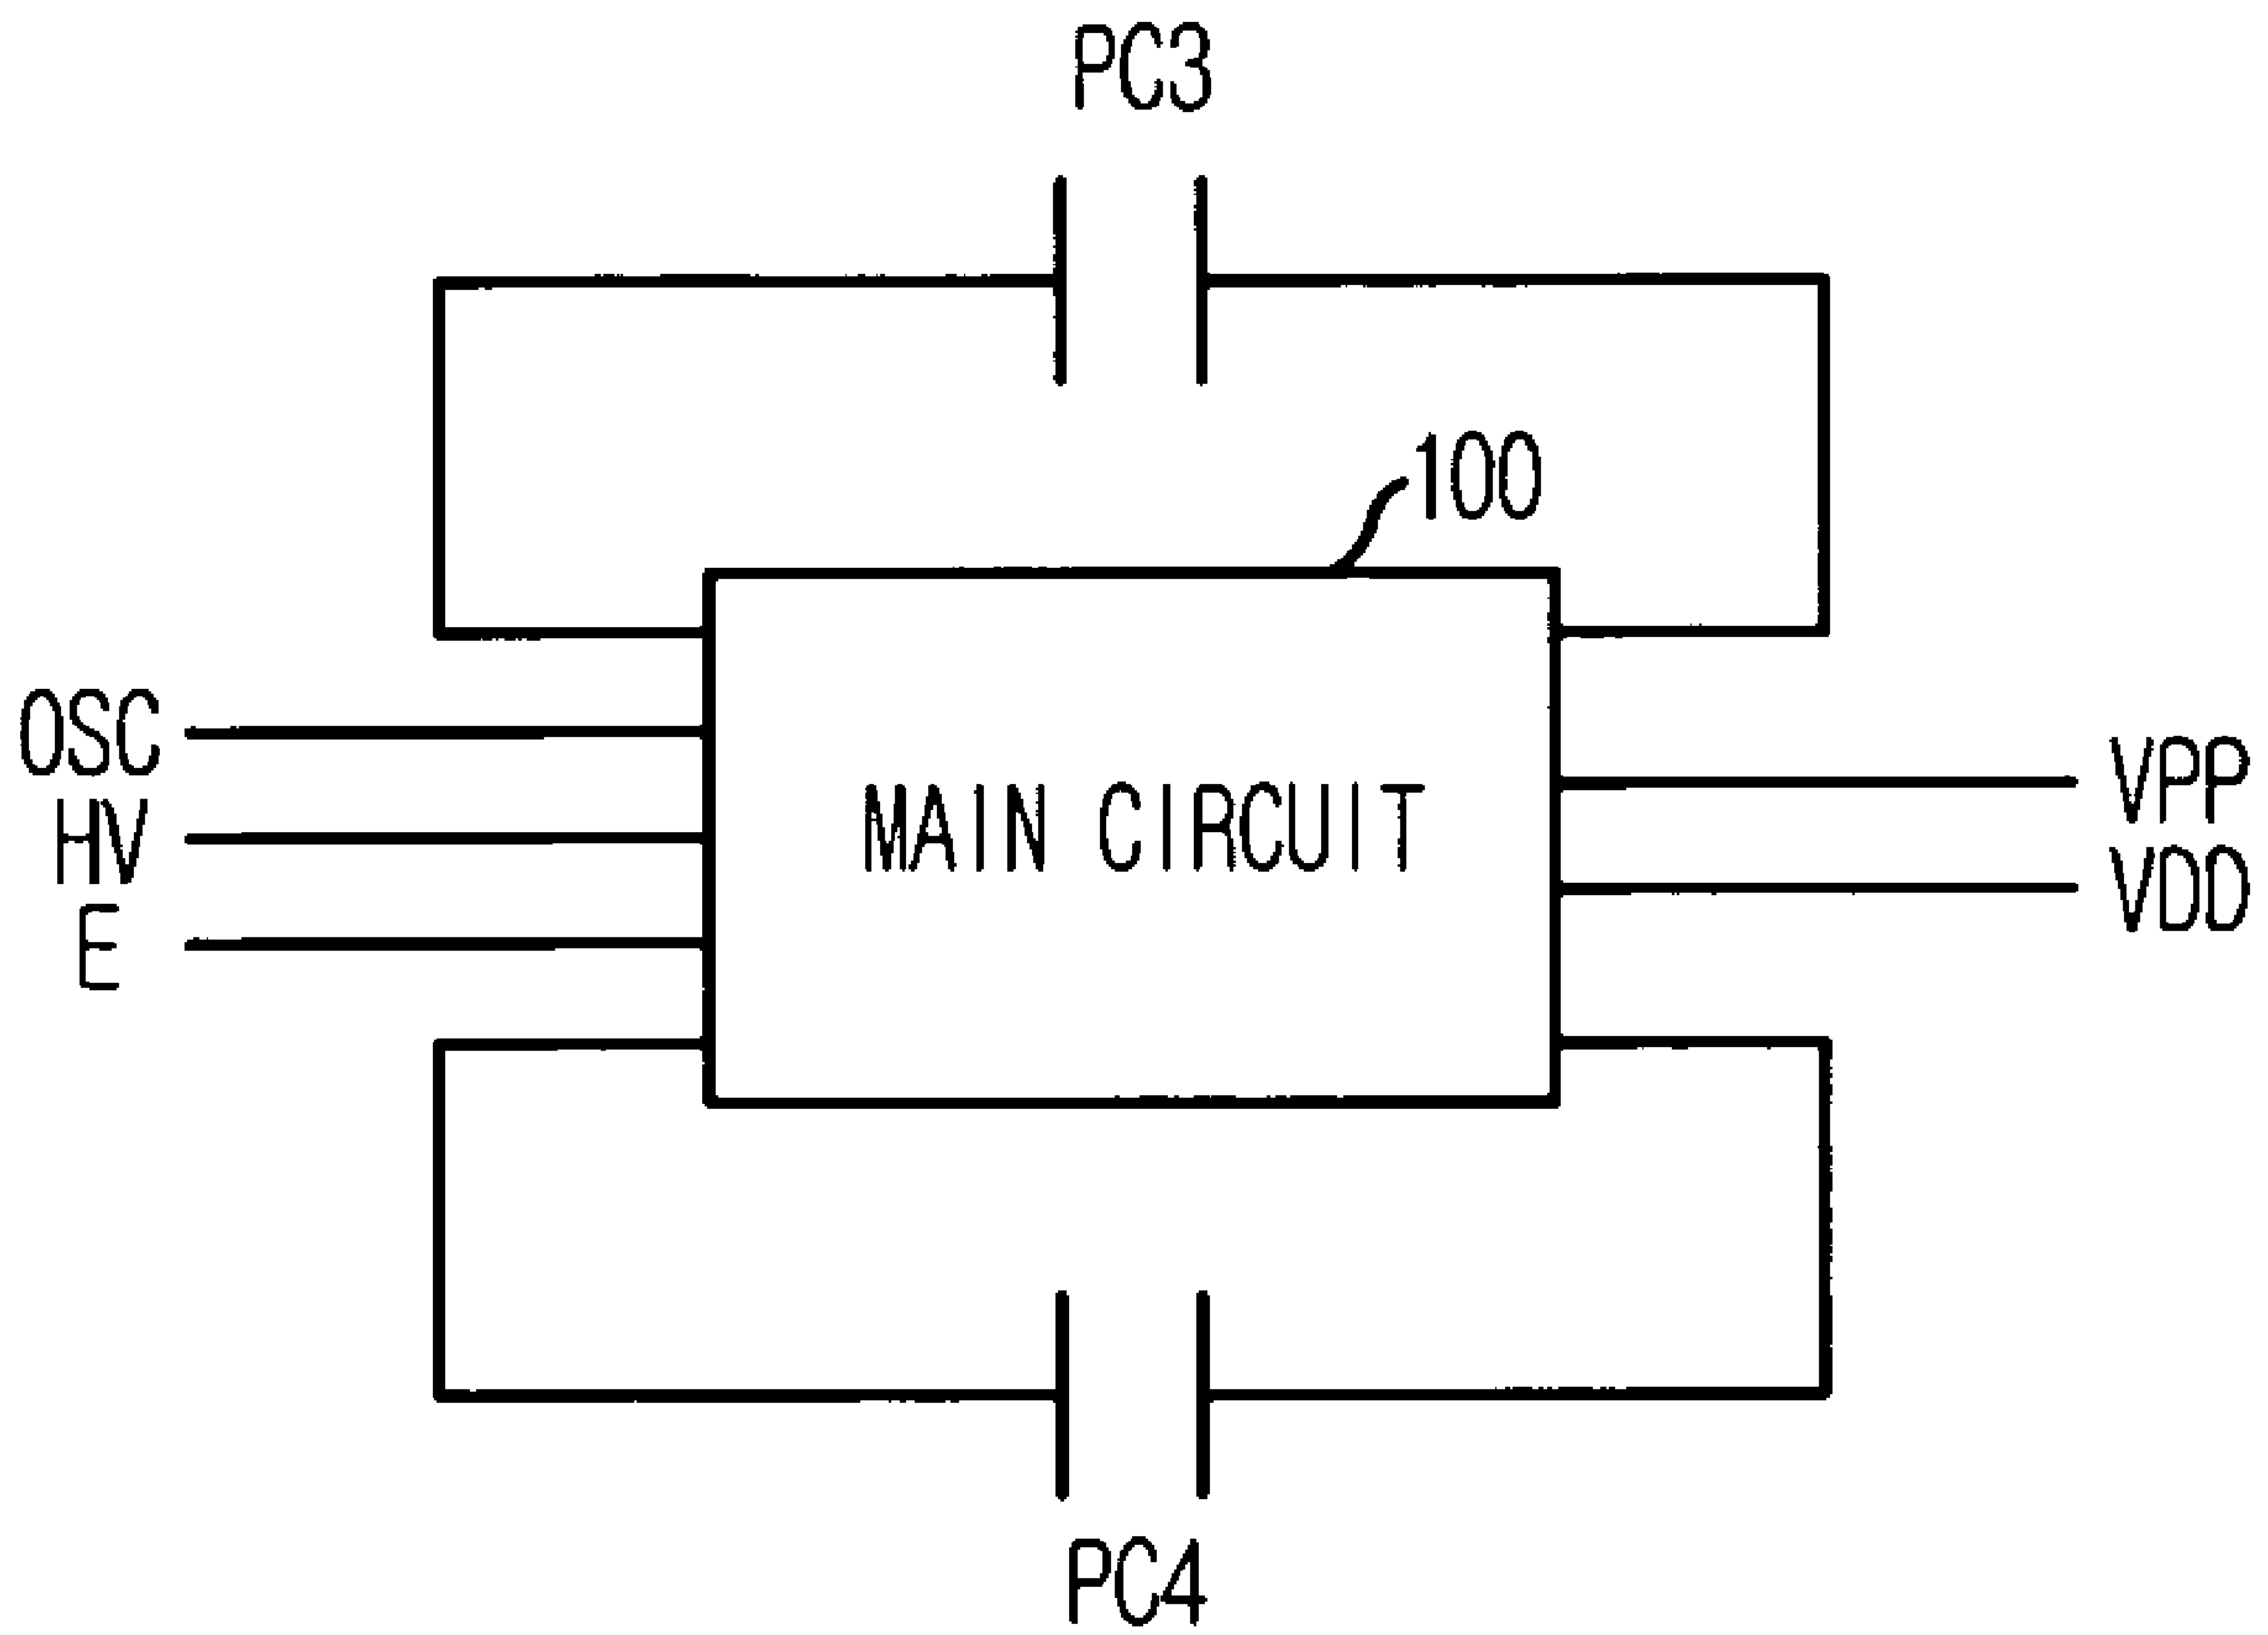 PC3
100
OSC
HV
E
MAIN CIRCUIT
VPP
VDD
PC4